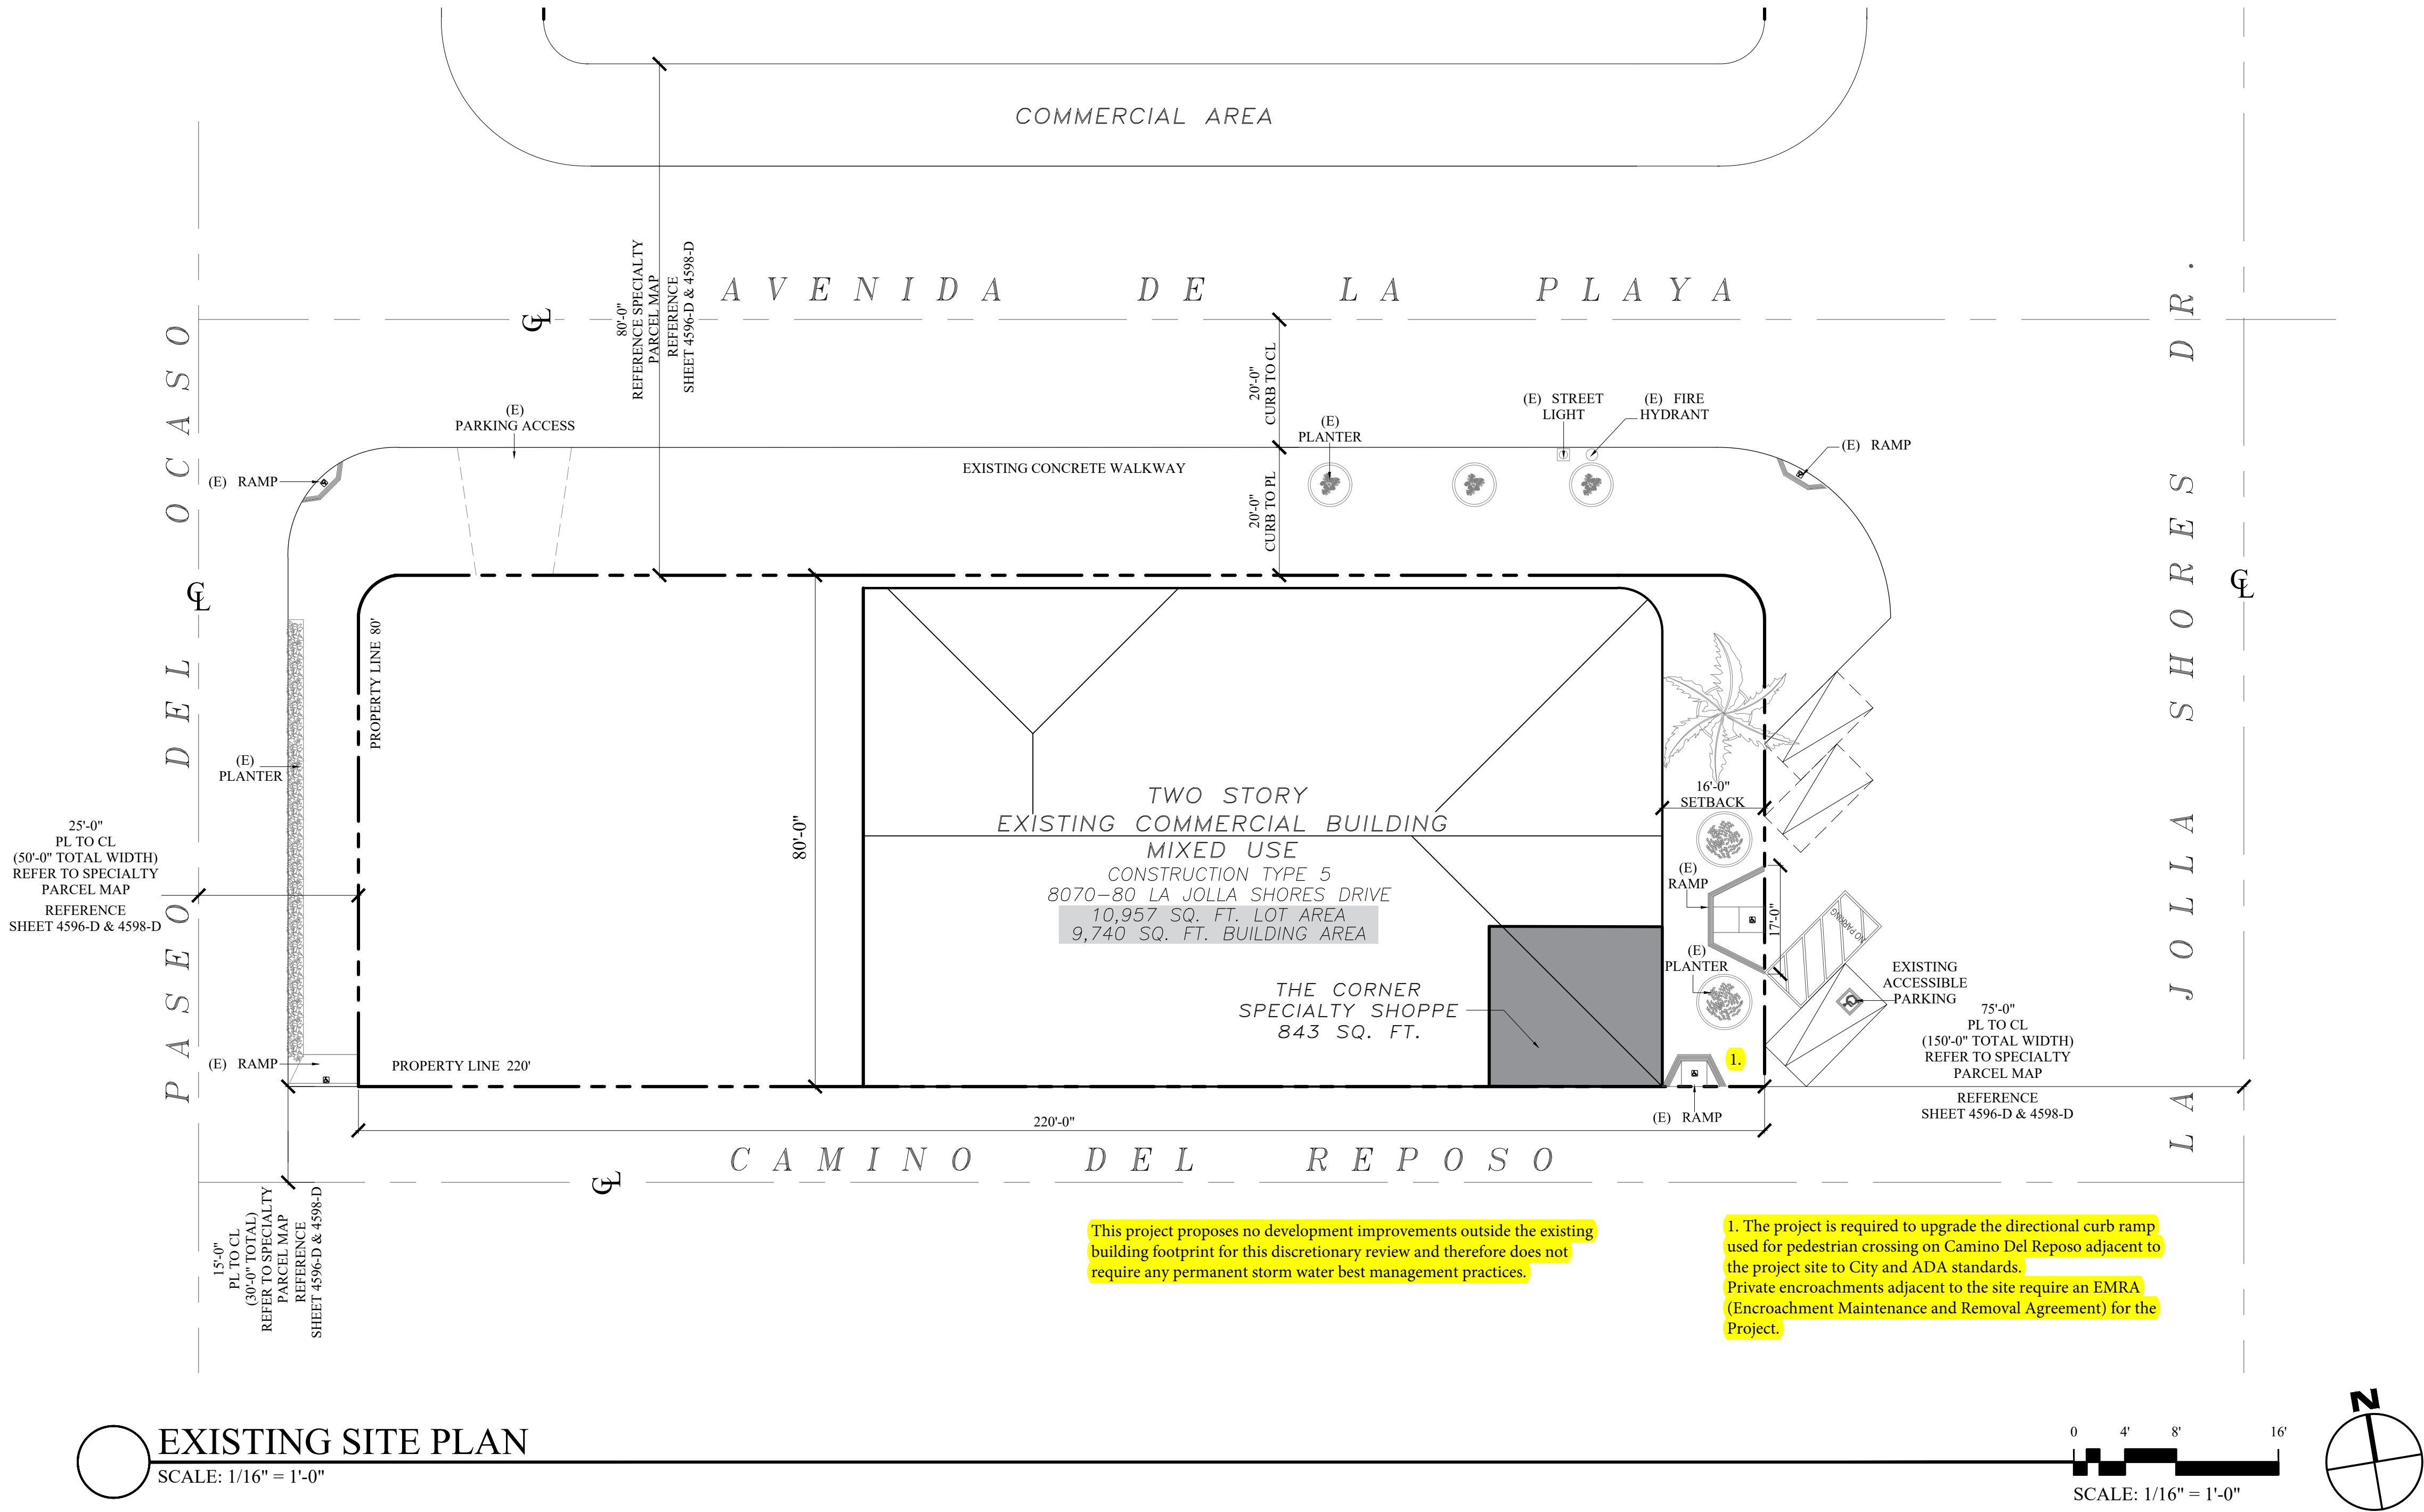 COMMERCIAL AREA
80'-0"
REFERENCE SPECIALTY
PARCEL MAP
REFERENCE
SHEET 4596-D & 4598-D
AVENIDA DE LA PLAYA
CL
20'-0"
CURB TO CL
20'-0"
CURB TO PL
(E)
PARKING ACCESS
(E) RAMP
EXISTING CONCRETE WALKWAY
(E)
PLANTER
(E) STREET
LIGHT
(E) FIRE
HYDRANT
(E) RAMP
PASEO DEL OCASO
CL
LA JOLLA SHORES DR.
CL
PROPERTY LINE 80'
(E)
PLANTER
25'-0"
PL TO CL
(50'-0" TOTAL WIDTH)
REFER TO SPECIALTY
PARCEL MAP
REFERENCE
SHEET 4596-D & 4598-D
80'-0"
TWO STORY
EXISTING COMMERCIAL BUILDING
MIXED USE
CONSTRUCTION TYPE 5
8070-80 LA JOLLA SHORES DRIVE
10,957 SQ. FT. LOT AREA
9,740 SQ. FT. BUILDING AREA
16'-0"
SETBACK
(E)
RAMP
17'-0"
NO PARKING
(E)
PLANTER
EXISTING
ACCESSIBLE
PARKING
THE CORNER
SPECIALTY SHOPPE
843 SQ. FT.
75'-0"
PL TO CL
(150'-0" TOTAL WIDTH)
REFER TO SPECIALTY
PARCEL MAP
REFERENCE
SHEET 4596-D & 4598-D
1.
(E) RAMP
PROPERTY LINE 220'
(E) RAMP
220'-0"
CAMINO DEL REPOSO
CL
15'-0"
PL TO CL
(30'-0" TOTAL)
REFER TO SPECIALTY
PARCEL MAP
REFERENCE
SHEET 4596-D & 4598-D
This project proposes no development improvements outside the existing
building footprint for this discretionary review and therefore does not
require any permanent storm water best management practices.
1. The project is required to upgrade the directional curb ramp
used for pedestrian crossing on Camino Del Reposo adjacent to
the project site to City and ADA standards.
Private encroachments adjacent to the site require an EMRA
(Encroachment Maintenance and Removal Agreement) for the
Project.
EXISTING SITE PLAN
SCALE: 1/16" = 1'-0"
0 4' 8' 16'
SCALE: 1/16" = 1'-0"
N